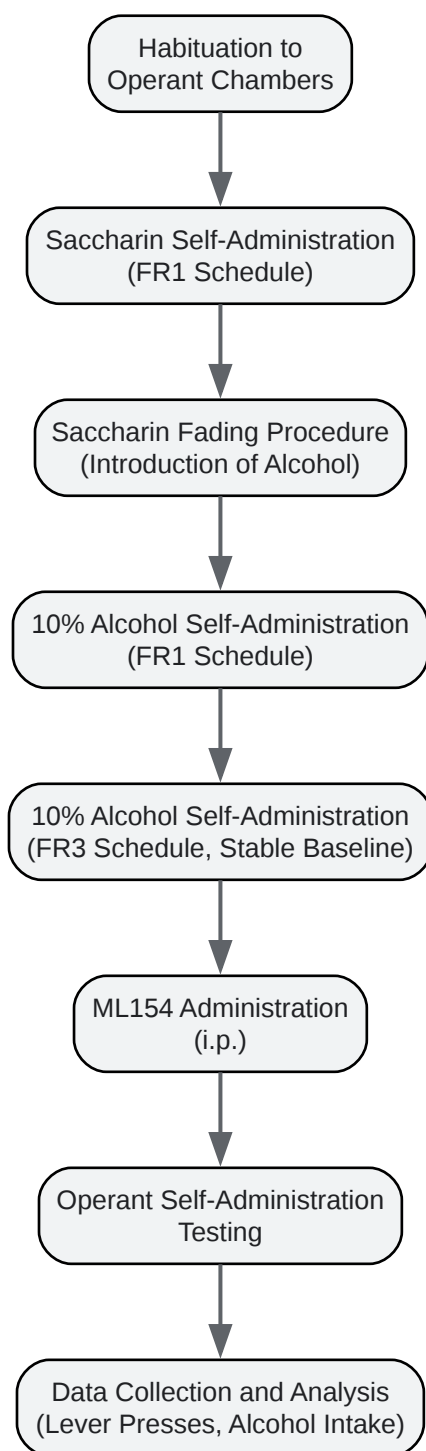 Habituation to
Operant Chambers
Saccharin Self-Administration
(FR1 Schedule)
Saccharin Fading Procedure
(Introduction of Alcohol)
10% Alcohol Self-Administration
(FR1 Schedule)
10% Alcohol Self-Administration
(FR3 Schedule, Stable Baseline)
ML154 Administration
(i.p.)
Operant Self-Administration
Testing
Data Collection and Analysis
(Lever Presses, Alcohol Intake)